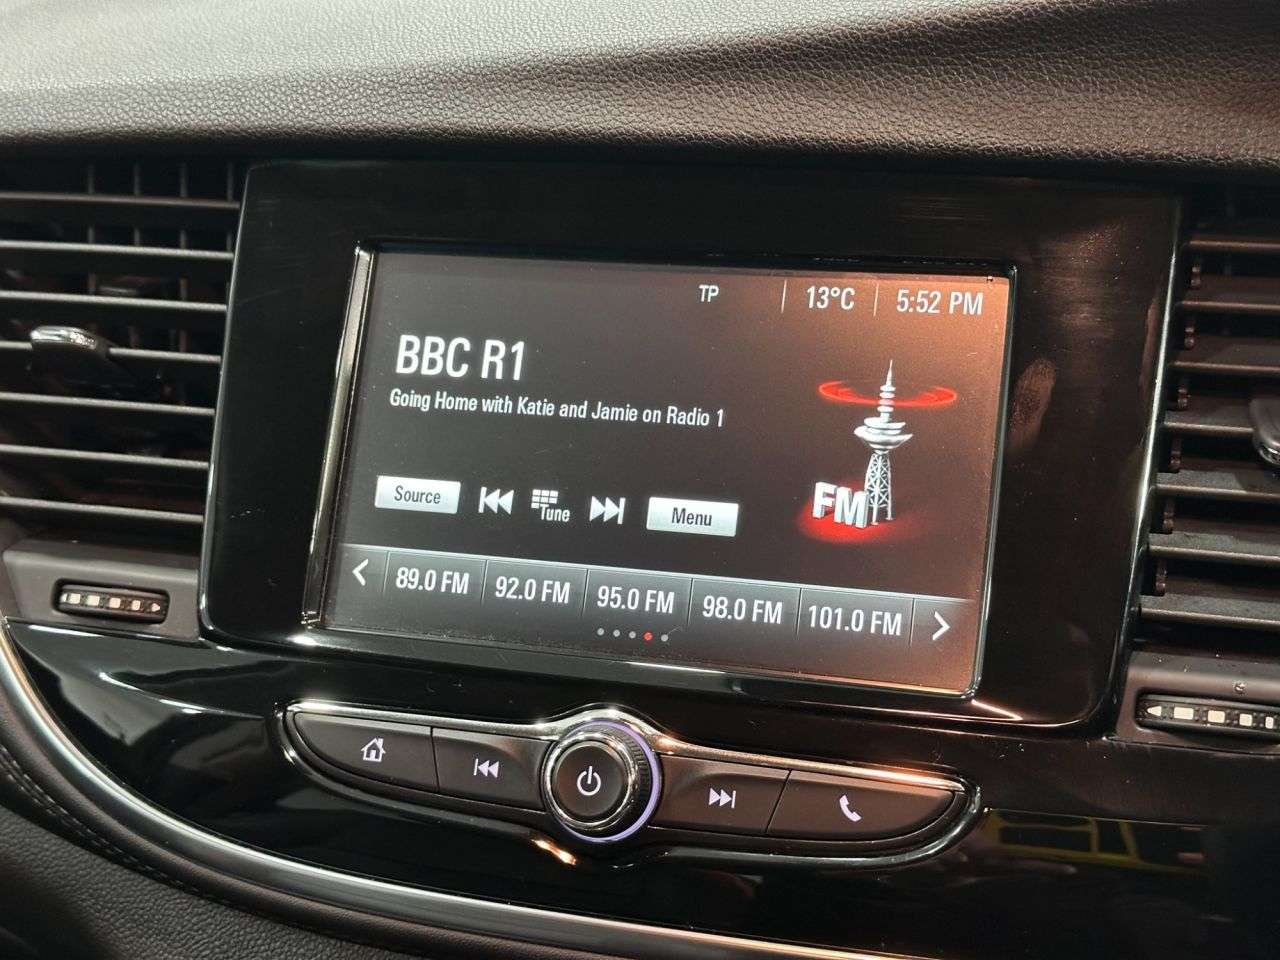 TP 13°C 5:52 PM
BBC R1
Going Home with Katie and Jamie on Radio 1
FM
Source Tune Menu
89.0 FM 92.0 FM 95.0 FM 98.0 FM 101.0 FM